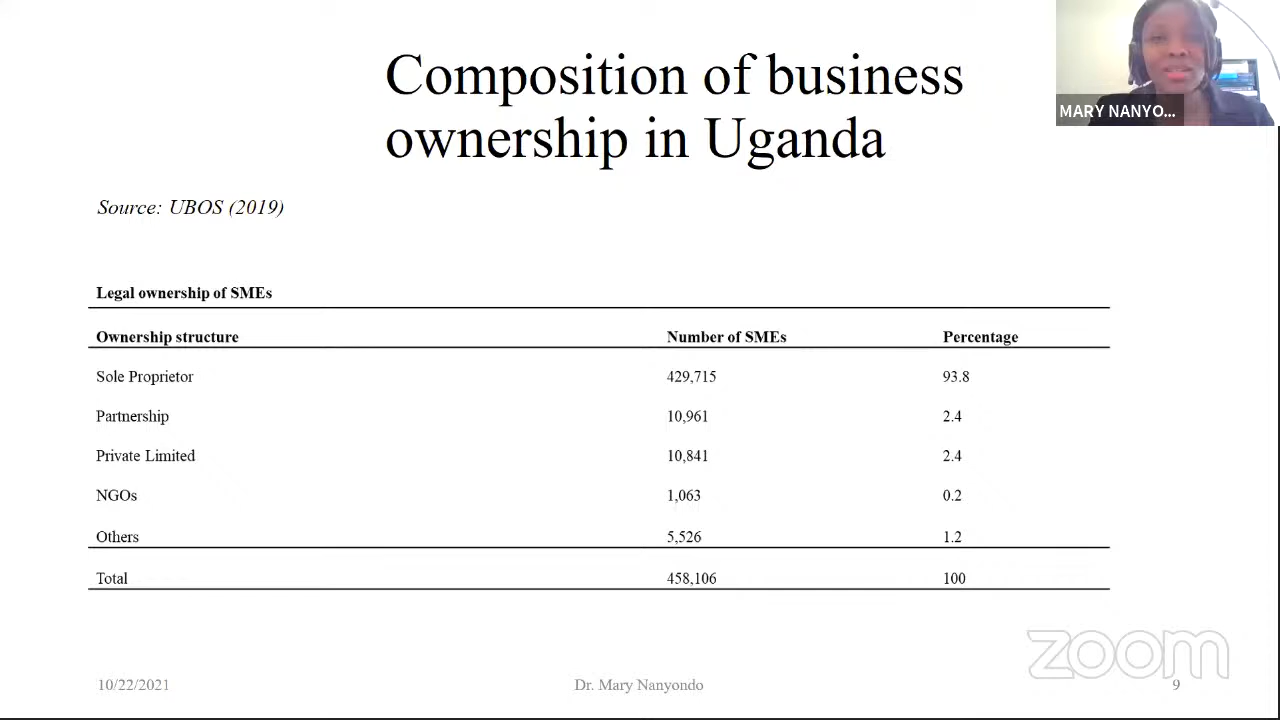 Composition of business
ownership in Uganda
MARY NANYO...
Source: UBOS (2019)
Legal ownership of SMEs
Ownership structure Number of SMEs Percentage
Sole Proprietor 429,715 93.8
Partnership 10,961 2.4
Private Limited 10,841 2.4
NGOs 1,063 0.2
Others 5,526 1.2
Total 458,106 100
zoom
10/22/2021 Dr. Mary Nanyondo 9